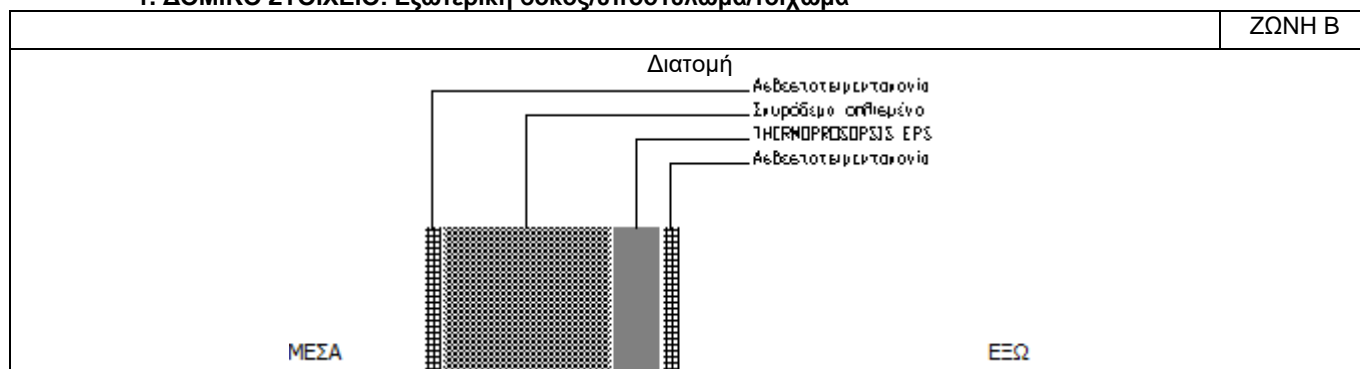 1. ΔΟΜΙΚΟ ΣΤΟΙΧΕΙΟ: Εξωτερική δοκός/υποστύλωμα/τοίχωμα
ΖΩΝΗ Β
Διατομή
Ασβεστοτσιμεντοκονία
Σκυρόδεμα οπλισμένο
THERMOPROSOPSIS EPS
Ασβεστοτσιμεντοκονία
ΜΕΣΑ
ΕΞΩ